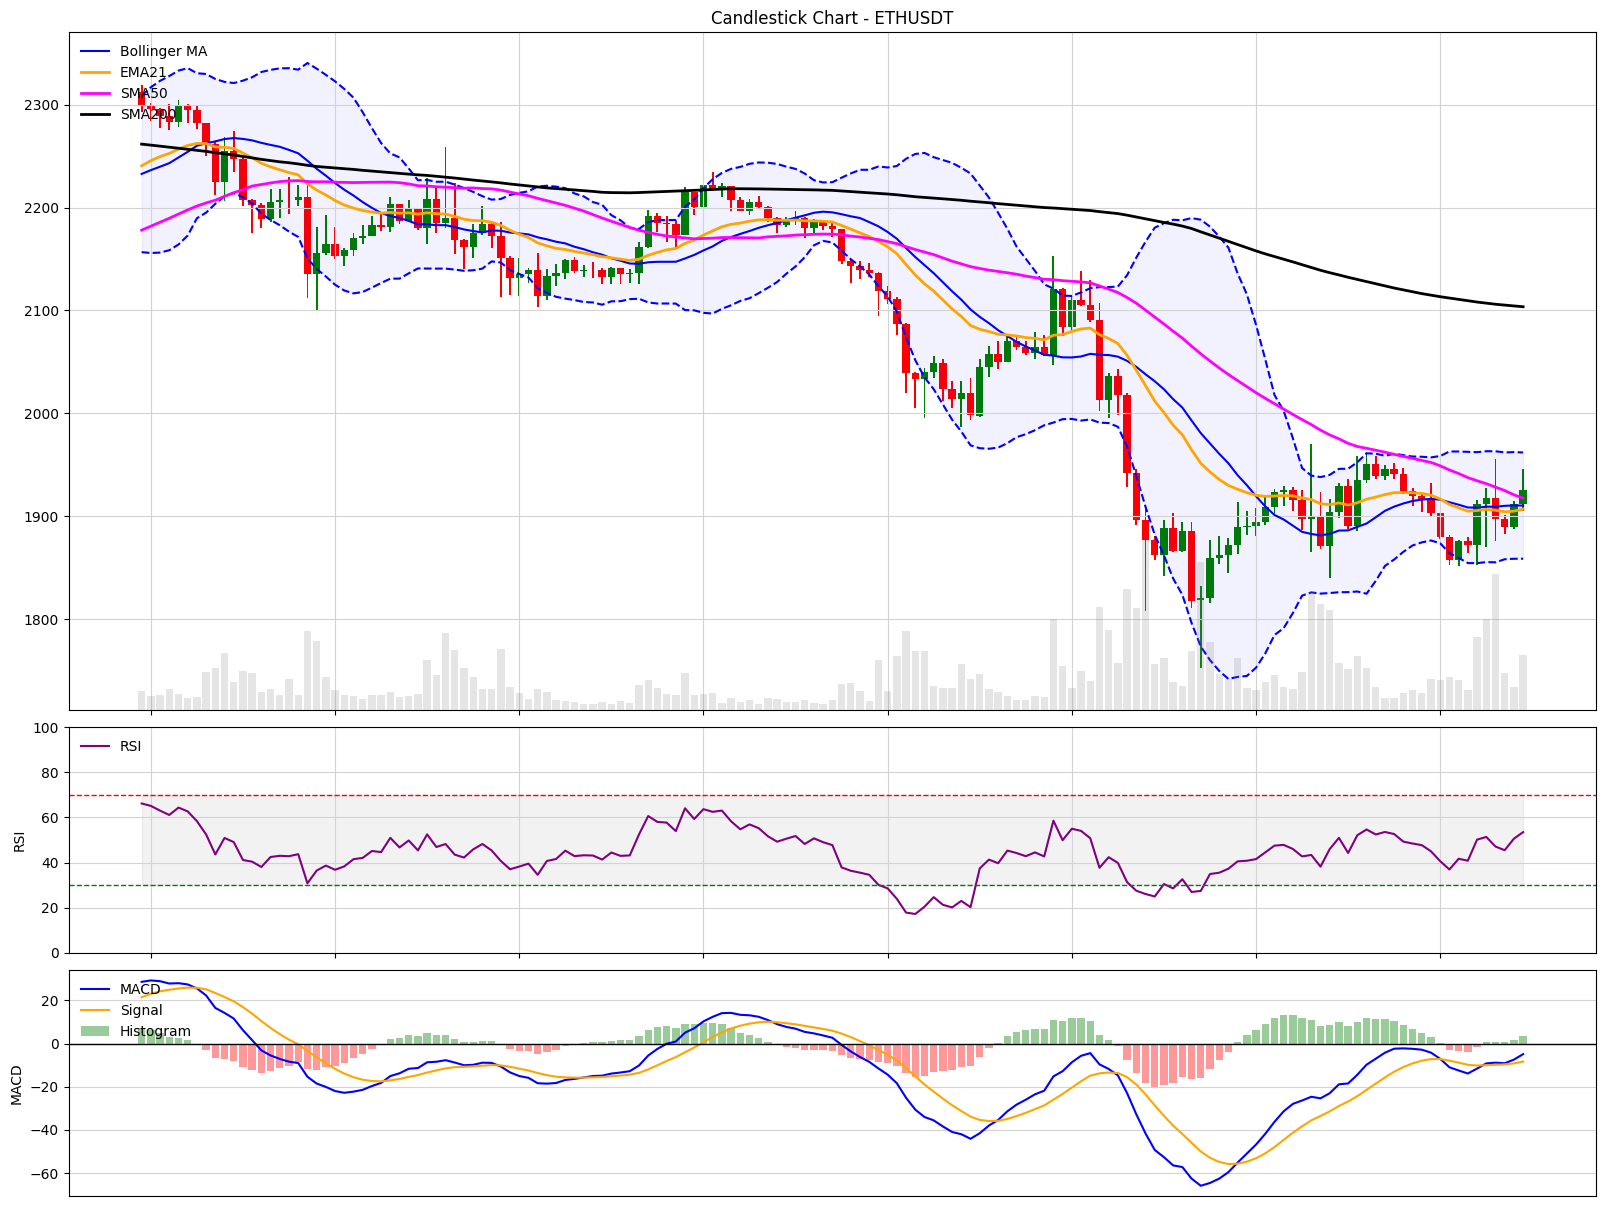 Candlestick Chart - ETHUSDT
Bollinger MA
EMA21
SMA50
SMA200
2300
2200
2100
2000
1900
1800
RSI
100
80
60
40
20
0
RSI
MACD
Signal
Histogram
20
0
−20
−40
−60
MACD